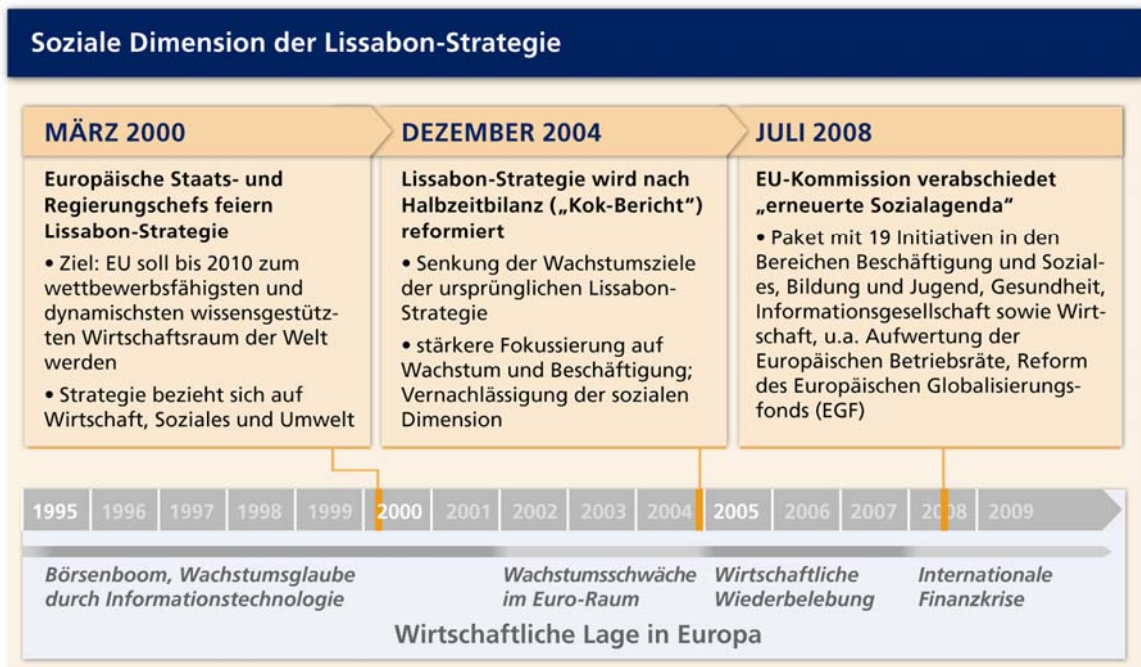 Soziale Dimension der Lissabon-Strategie
MÄRZ 2000
Europäische Staats- und
Regierungschefs feiern
Lissabon-Strategie
• Ziel: EU soll bis 2010 zum
wettbewerbsfähigsten und
dynamischsten wissensgestütz-
ten Wirtschaftsraum der Welt
werden
• Strategie bezieht sich auf
Wirtschaft, Soziales und Umwelt
DEZEMBER 2004
Lissabon-Strategie wird nach
Halbzeitbilanz („Kok-Bericht“)
reformiert
• Senkung der Wachstumsziele
der ursprünglichen Lissabon-
Strategie
• stärkere Fokussierung auf
Wachstum und Beschäftigung;
Vernachlässigung der sozialen
Dimension
JULI 2008
EU-Kommission verabschiedet
„erneuerte Sozialagenda“
• Paket mit 19 Initiativen in den
Bereichen Beschäftigung und Sozial-
es, Bildung und Jugend, Gesundheit,
Informationsgesellschaft sowie Wirt-
schaft, u.a. Aufwertung der
Europäischen Betriebsräte, Reform
des Europäischen Globalisierungs-
fonds (EGF)
1995 1996 1997 1998 1999 2000 2001 2002 2003 2004 2005 2006 2007 2008 2009
Börsenboom, Wachstumsglaube
durch Informationstechnologie
Wachstumsschwäche
im Euro-Raum
Wirtschaftliche
Wiederbelebung
Internationale
Finanzkrise
Wirtschaftliche Lage in Europa